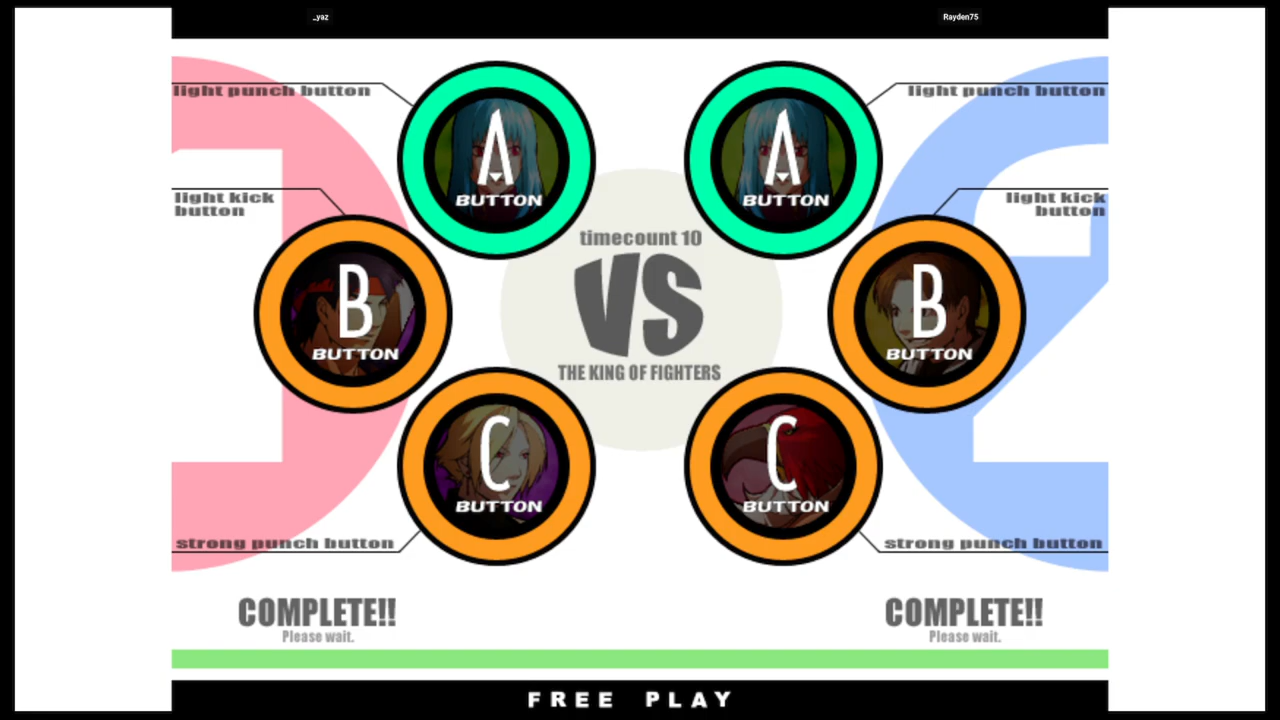 _yaz
Rayden75
light punch button
A
BUTTON
A
BUTTON
light punch button
light kick
button
light kick
button
timecount 10
VS
THE KING OF FIGHTERS
B
BUTTON
B
BUTTON
C
BUTTON
C
BUTTON
strong punch button
strong punch button
COMPLETE!!
Please wait.
COMPLETE!!
Please wait.
FREE PLAY